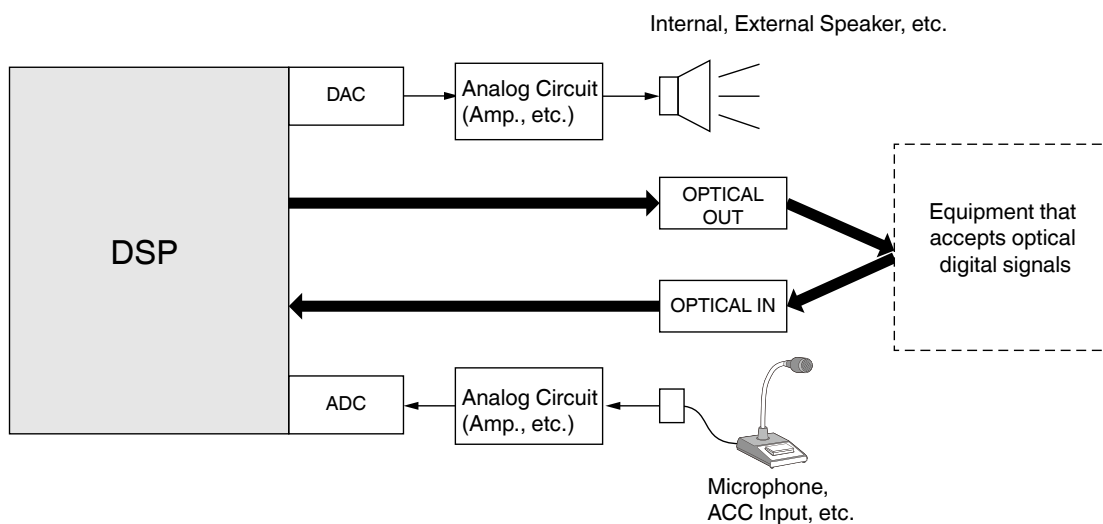 Internal, External Speaker, etc.
DAC
Analog Circuit
(Amp., etc.)
OPTICAL
OUT
Equipment that
accepts optical
digital signals
DSP
OPTICAL IN
ADC
Analog Circuit
(Amp., etc.)
Microphone,
ACC Input, etc.